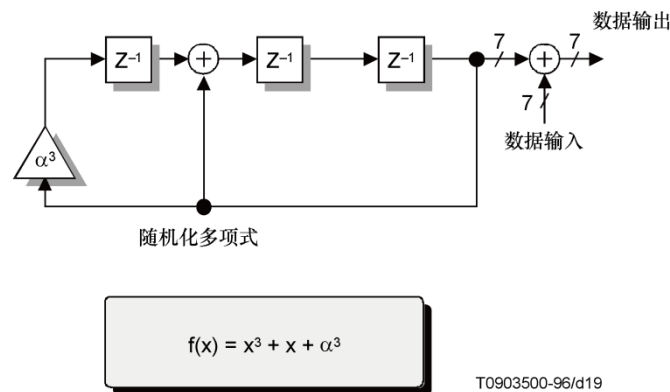 数据输出
7 7
Z⁻¹ Z⁻¹ Z⁻¹
7
数据输入
α³
随机化多项式
f(x) = x³ + x + α³
T0903500-96/d19